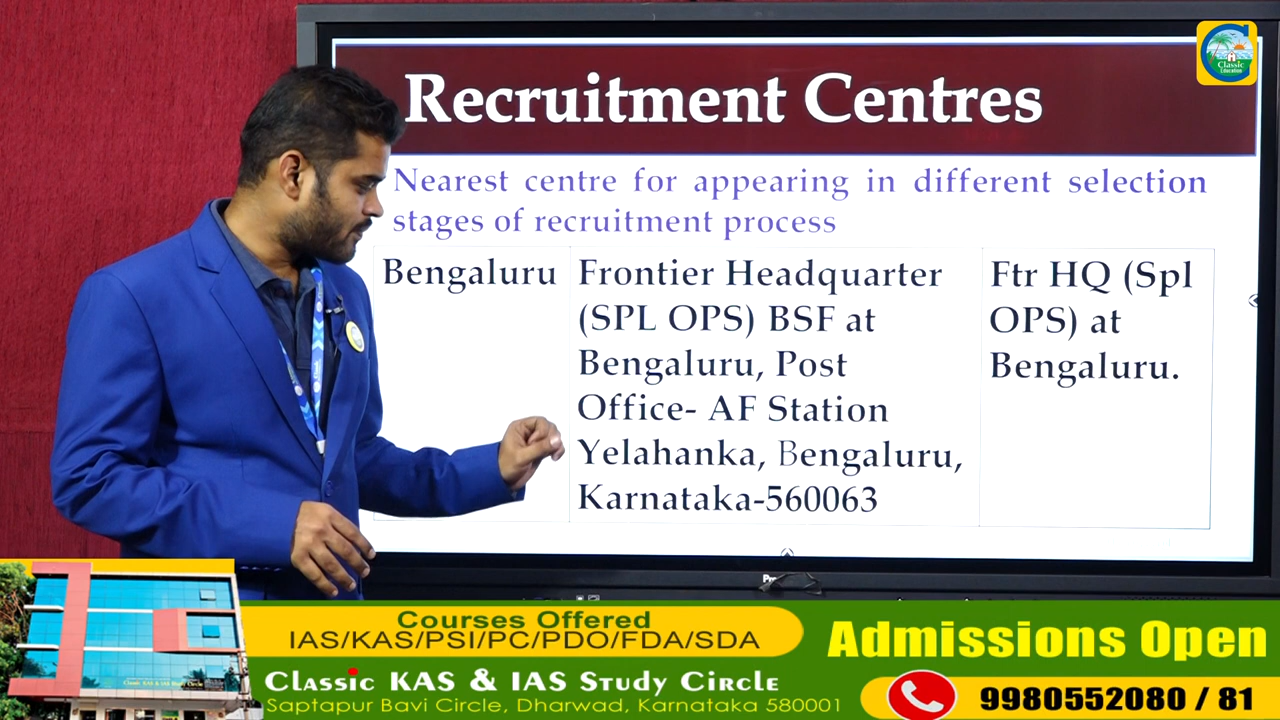 Classic
Education
Recruitment Centres
Nearest centre for appearing in different selection
stages of recruitment process
Bengaluru
Frontier Headquarter
(SPL OPS) BSF at
Bengaluru, Post
Office- AF Station
Yelahanka, Bengaluru,
Karnataka-560063
Ftr HQ (Spl
OPS) at
Bengaluru.
Courses Offered
IAS/KAS/PSI/PC/PDO/FDA/SDA
Classic KAS & IAS Study Circle
Saptapur Bavi Circle, Dharwad, Karnataka 580001
Admissions Open
9980552080 / 81